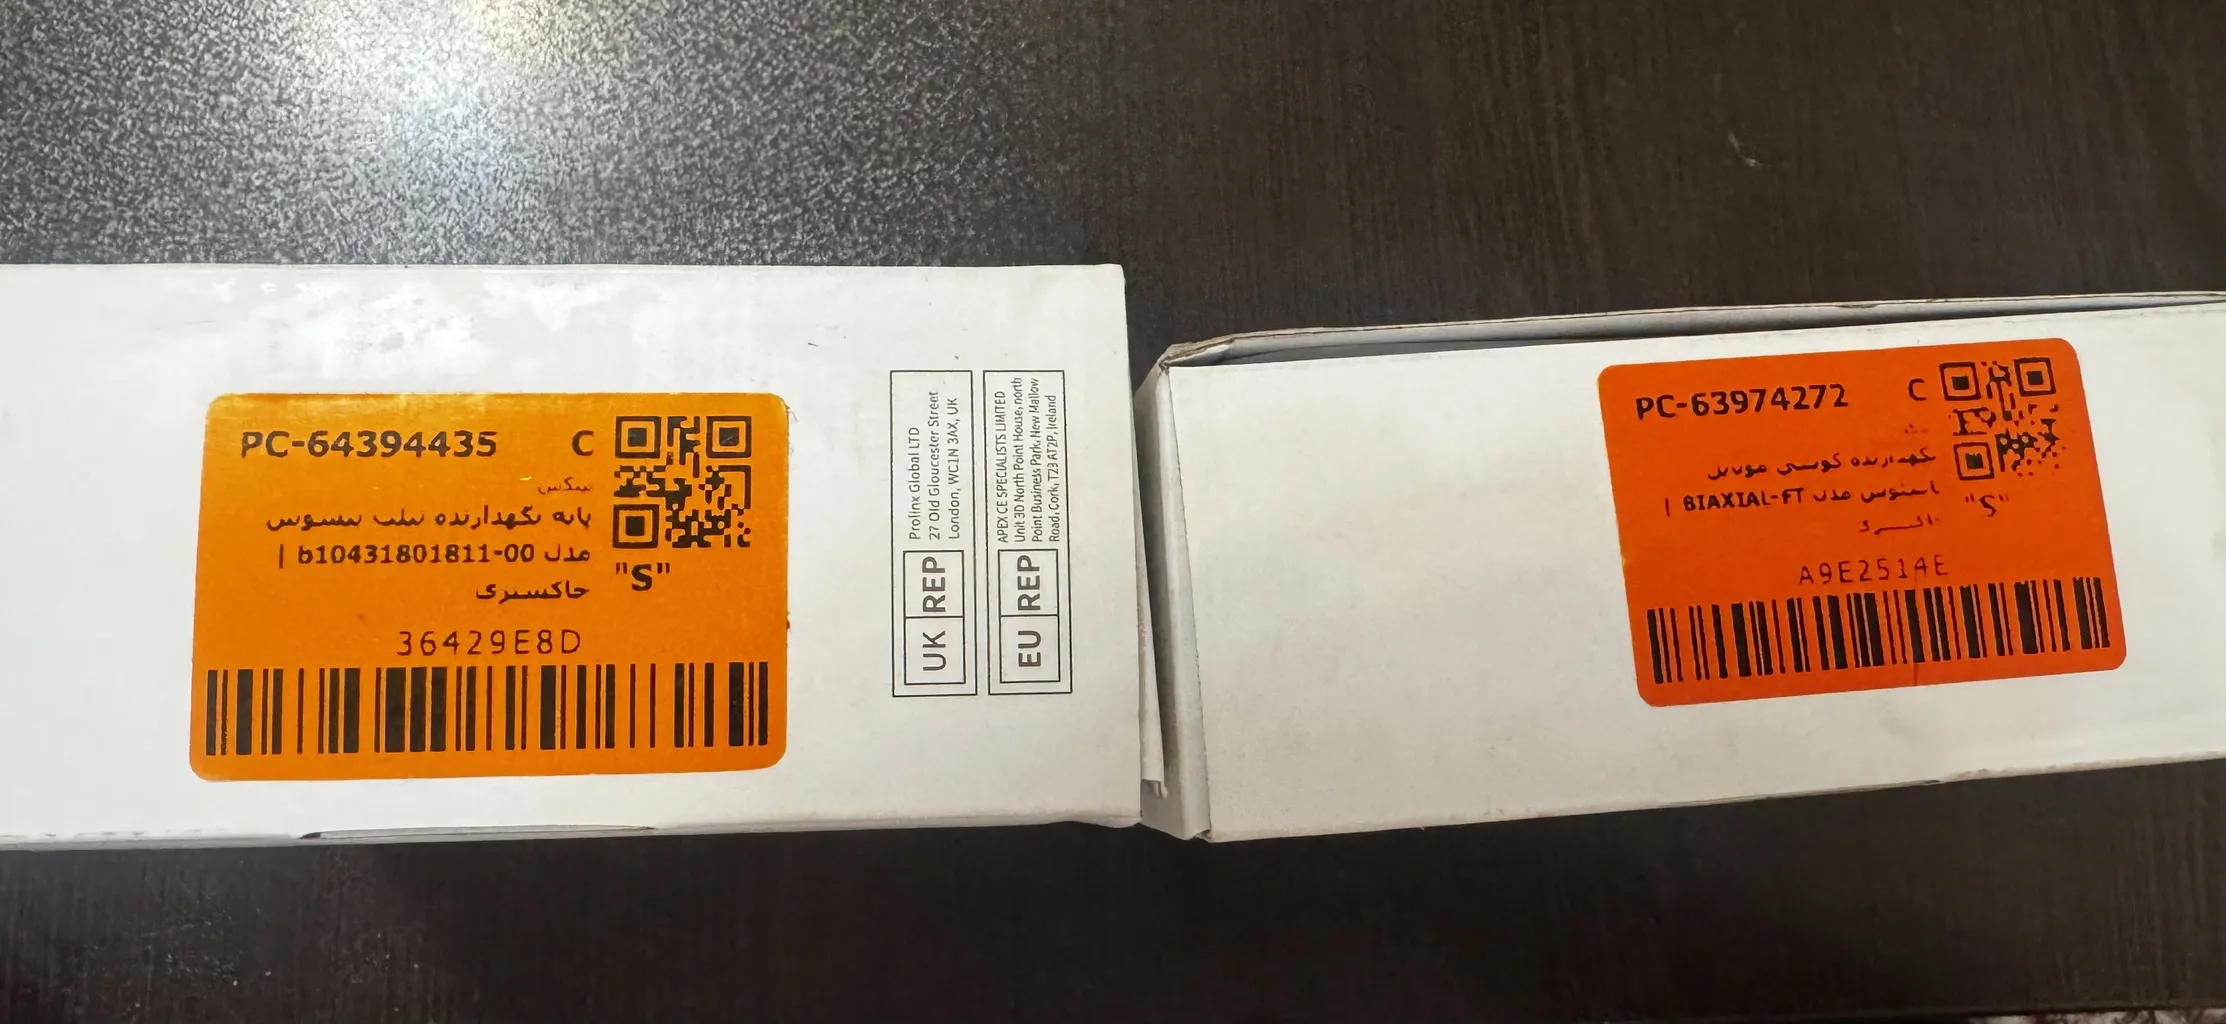 PC-64394435 C
پایه نگهدارنده تبلت بیسوس
مدل b10431801811-00 |
خاکستری
"S"
36429E8D
UK REP
Prolinx Global LTD
27 Old Gloucester Street
London, WC1N 3AX, UK
EU REP
APEX CE SPECIALISTS LIMITED
Unit 3D North Point House, north
Point Business Park, New Mallow
Road, Cork, T23 AT2P, Ireland
PC-63974272 C
نگهدارنده گوشی موبایل
مدل BIAXIAL-FT |
"S"
A9E2514E